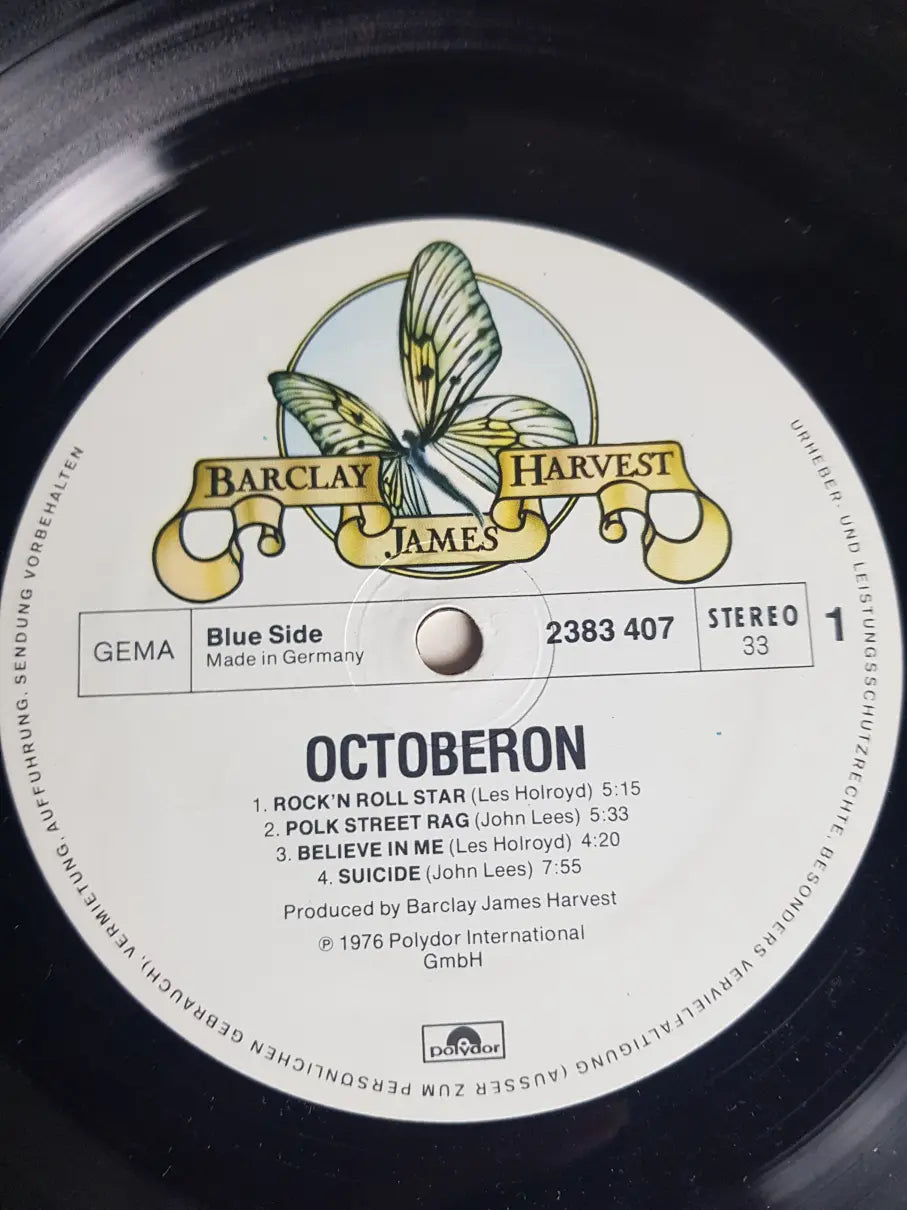 BARCLAY
JAMES
HARVEST
GEMA
Blue Side
Made in Germany
2383 407
STEREO
33
1
OCTOBERON
1. ROCK'N ROLL STAR (Les Holroyd) 5:15
2. POLK STREET RAG (John Lees) 5:33
3. BELIEVE IN ME (Les Holroyd) 4:20
4. SUICIDE (John Lees) 7:55
Produced by Barclay James Harvest
℗ 1976 Polydor International
GmbH
polydor
URHEBER- UND LEISTUNGSSCHUTZRECHTE, BESONDERS VERVIELFÄLTIGUNG (AUSSER ZUM PERSÖNLICHEN GEBRAUCH), VERMIETUNG, AUFFÜHRUNG, SENDUNG VORBEHALTEN